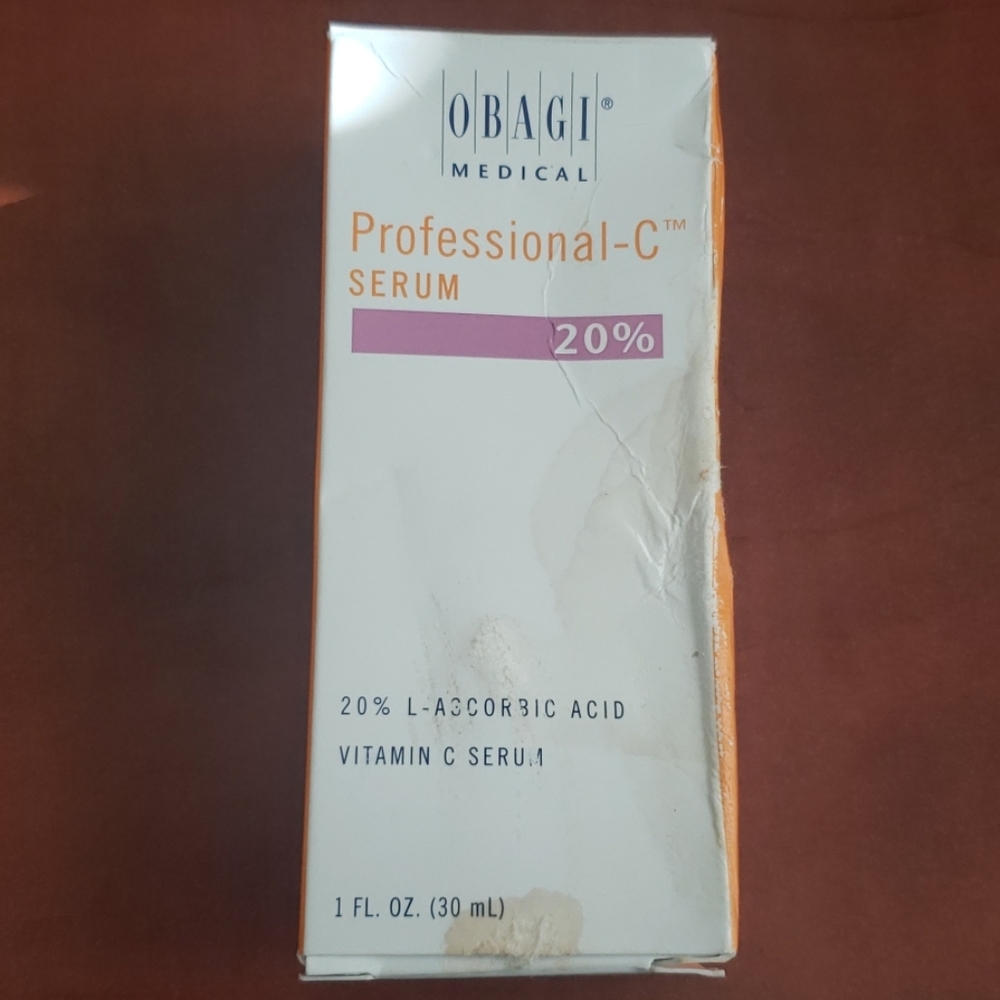 OBAGI®
MEDICAL
Professional-C™
SERUM
20%
20% L-ASCORBIC ACID
VITAMIN C SERUM
1 FL. OZ. (30 mL)